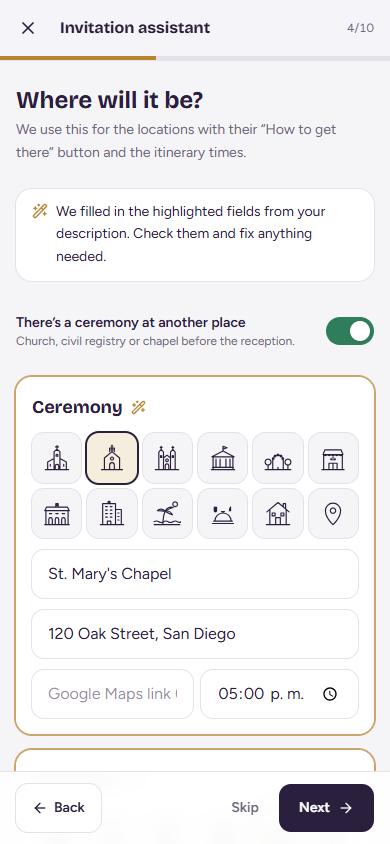 Invitation assistant
4/10
Where will it be?
We use this for the locations with their “How to get
there” button and the itinerary times.
We filled in the highlighted fields from your
description. Check them and fix anything
needed.
There’s a ceremony at another place
Church, civil registry or chapel before the reception.
Ceremony
St. Mary's Chapel
120 Oak Street, San Diego
Google Maps link
05:00 p. m.
Back
Skip
Next